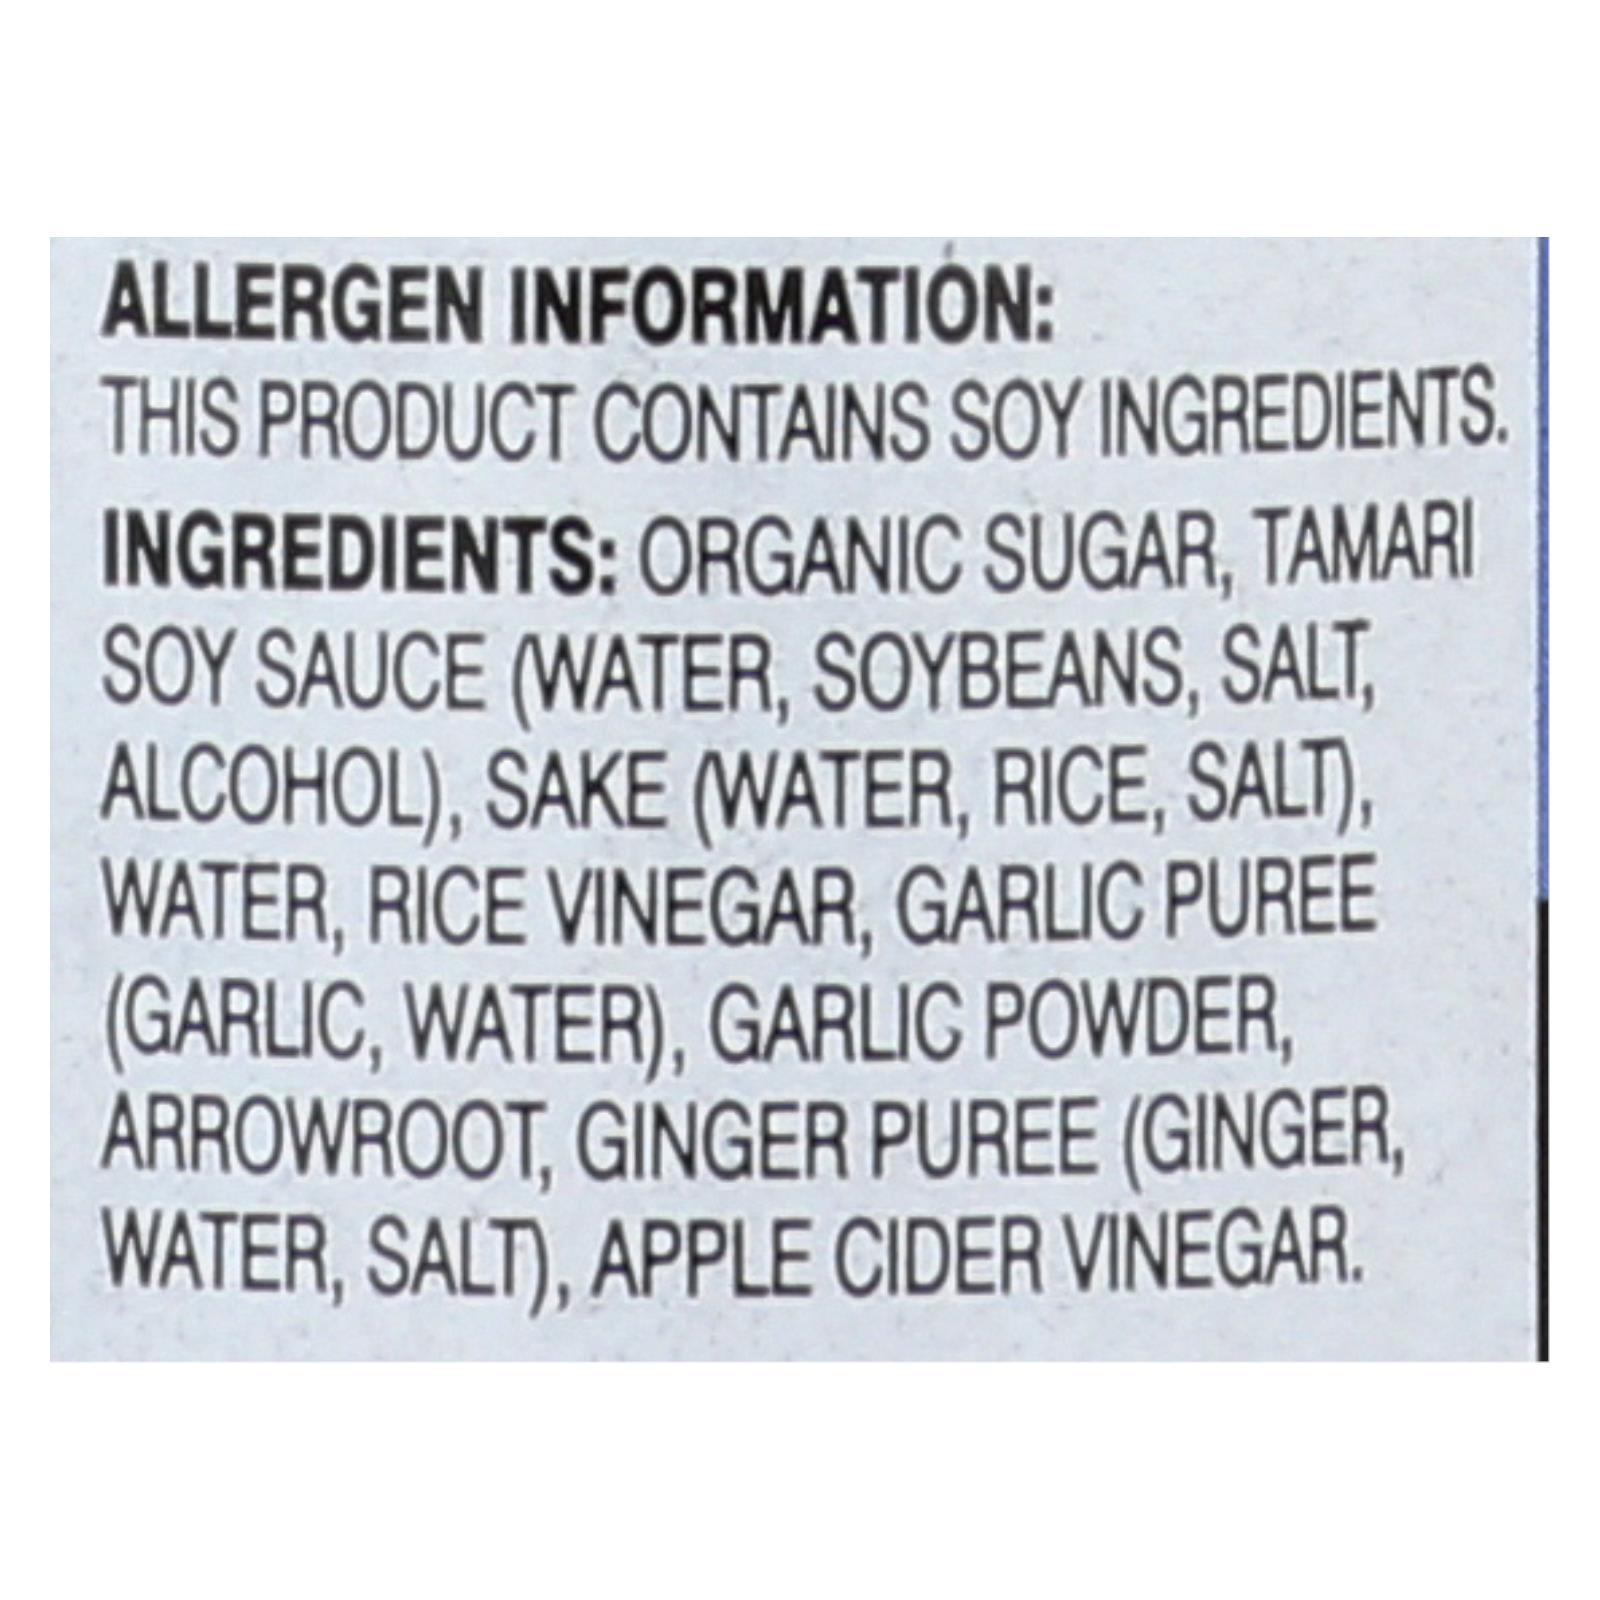 ALLERGEN INFORMATION:
THIS PRODUCT CONTAINS SOY INGREDIENTS.
INGREDIENTS: ORGANIC SUGAR, TAMARI
SOY SAUCE (WATER, SOYBEANS, SALT,
ALCOHOL), SAKE (WATER, RICE, SALT),
WATER, RICE VINEGAR, GARLIC PUREE
(GARLIC, WATER), GARLIC POWDER,
ARROWROOT, GINGER PUREE (GINGER,
WATER, SALT), APPLE CIDER VINEGAR.